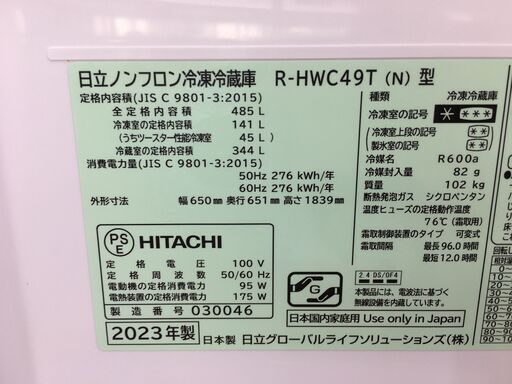 日立ノンフロン冷凍冷蔵庫 R-HWC49T (N) 型
定格内容積(JIS C 9801-3:2015)
全定格内容積 485 L
冷凍室の定格内容積 141 L
(うちツースター性能冷凍室 45 L)
冷蔵室の定格内容積 344 L
消費電力量(JIS C 9801-3:2015)
50Hz 276 kWh/年
60Hz 276 kWh/年
外形寸法 幅 650㎜ 奥行 651㎜ 高さ 1839㎜
種類 冷凍冷蔵庫
冷凍室の記号 * ***
冷凍室上段の記号 **
製氷室の記号 **
冷媒名 R600a
冷媒封入量 82 g
質量 102 kg
断熱発泡ガス シクロペンタン
温度ヒューズの定格動作温度
76℃(霜取用)
霜取制御装置のタイプ 可変式
霜取間隔 最長 96.0 時間
最短 12.0 時間
PS
E
HITACHI
定格電圧 100 V
定格周波数 50/60 Hz
電動機の定格消費電力 95 W
電熱装置の定格消費電力 175 W
製造番号 030046
2023年製
G
2.4 DS/OF4
本製品には、電波法に基づく
無線設備を内蔵しています。
日本国内家庭用 Use only in Japan
日本製 日立グローバルライフソリューションズ(株)